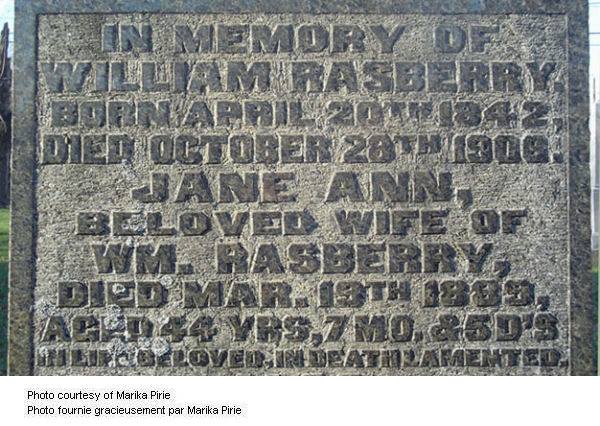 IN MEMORY OF
WILLIAM RASBERRY.
BORN APRIL 20TH 1842.
DIED OCTOBER 28TH 1906.
JANE ANN,
BELOVED WIFE OF
WM. RASBERRY,
DIED MAR. 13TH 1889,
AGED 44 YRS, 7 MO. & 5 D'S
IN LIFE BELOVED, IN DEATH LAMENTED.
Photo courtesy of Marika Pirie
Photo fournie gracieusement par Marika Pirie